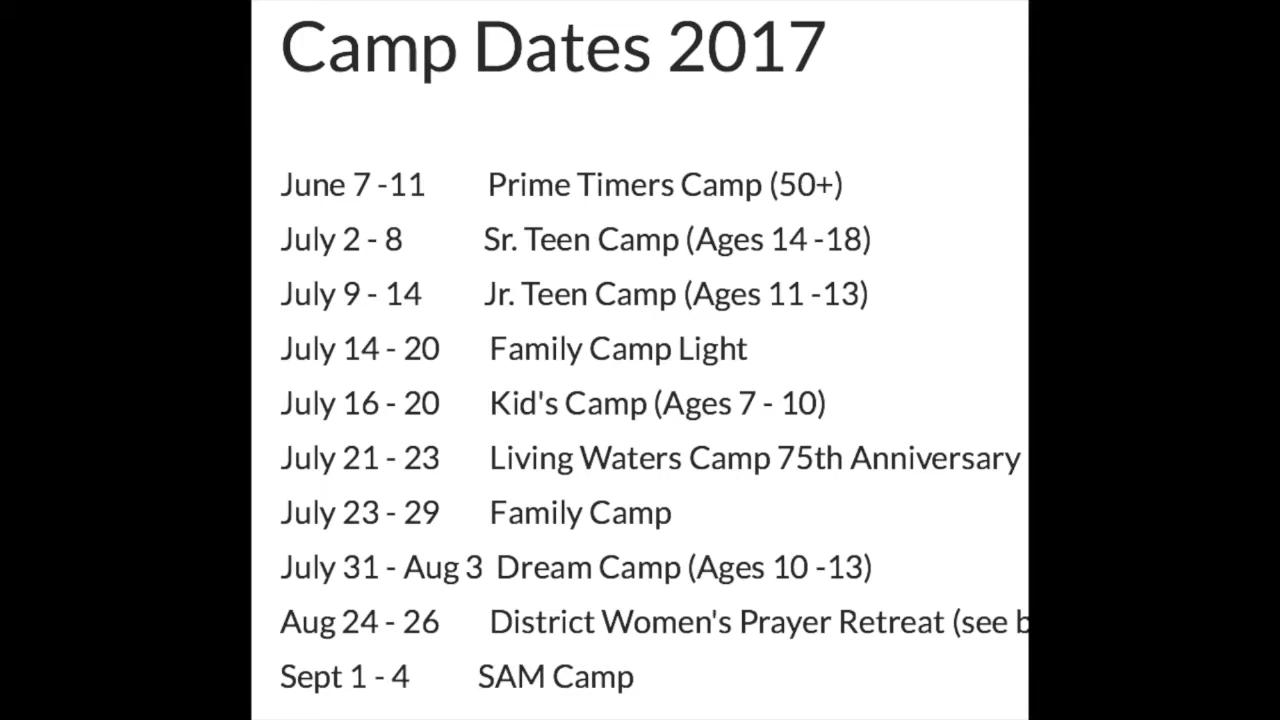 Camp Dates 2017
June 7 -11 Prime Timers Camp (50+)
July 2 - 8 Sr. Teen Camp (Ages 14 -18)
July 9 - 14 Jr. Teen Camp (Ages 11 -13)
July 14 - 20 Family Camp Light
July 16 - 20 Kid's Camp (Ages 7 - 10)
July 21 - 23 Living Waters Camp 75th Anniversary
July 23 - 29 Family Camp
July 31 - Aug 3 Dream Camp (Ages 10 -13)
Aug 24 - 26 District Women's Prayer Retreat (see
Sept 1 - 4 SAM Camp